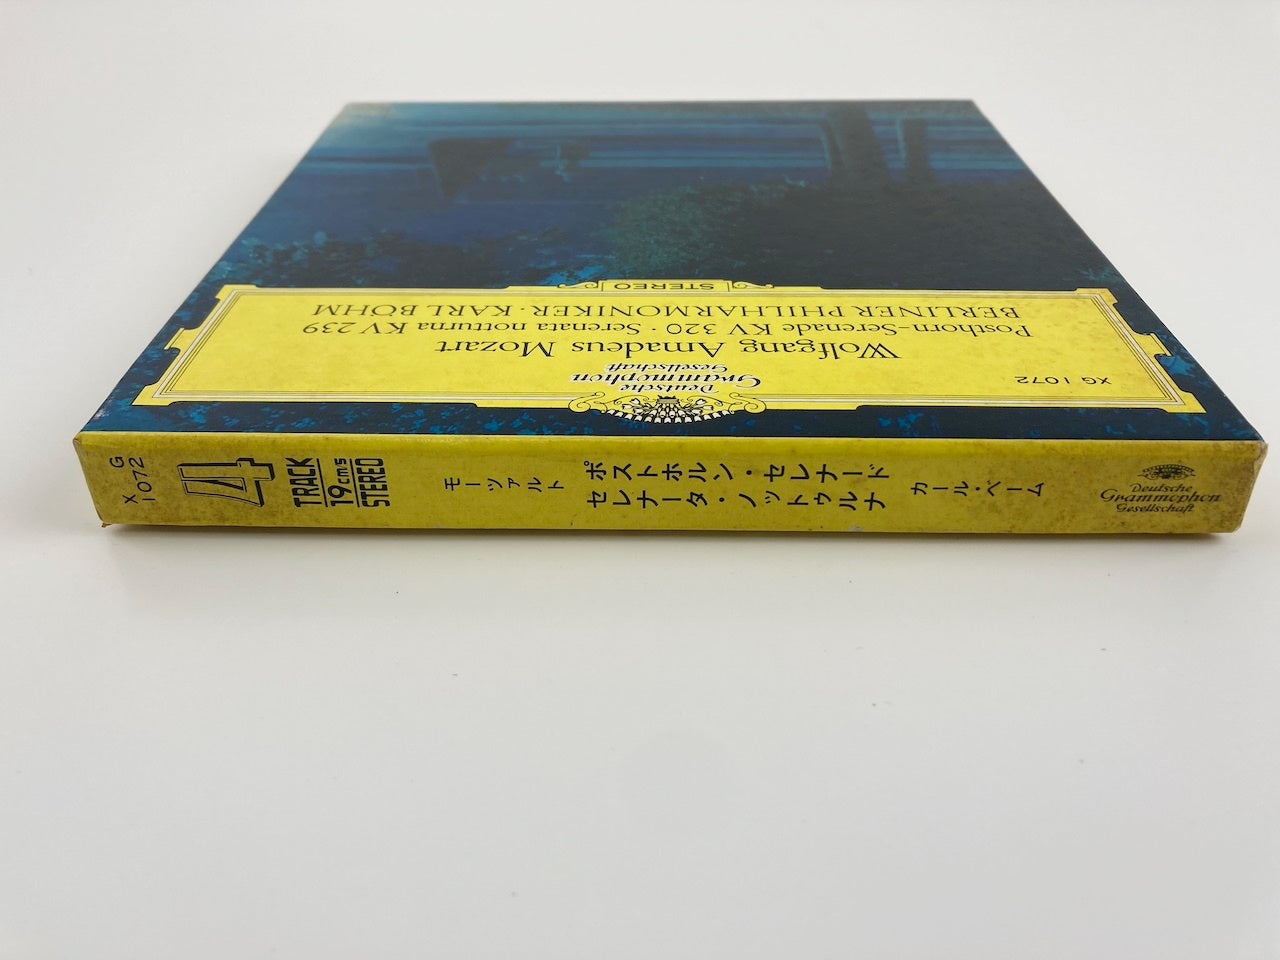 STEREO
BERLINER PHILHARMONIKER · KARL BÖHM
Posthorn-Serenade KV 320 · Serenata notturna KV 239
Wolfgang Amadeus Mozart
Deutsche
Grammophon
Gesellschaft
XG 1072
XG
1072
4
TRACK
19cm/s
STEREO
モーツァルト
ポストホルン・セレナード
セレナータ・ノットゥルナ
カール・ベーム
Deutsche
Grammophon
Gesellschaft